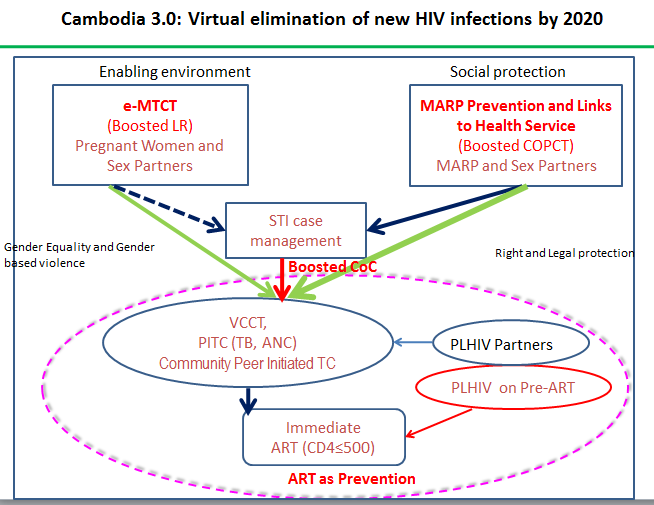 Cambodia 3.0: Virtual elimination of new HIV infections by 2020
Enabling environment
Social protection
e-MTCT
(Boosted LR)
Pregnant Women and
Sex Partners
MARP Prevention and Links
to Health Service
(Boosted COPCT)
MARP and Sex Partners
STI case
management
Gender Equality and Gender
based violence
Right and Legal protection
Boosted CoC
VCCT,
PITC (TB, ANC)
Community Peer Initiated TC
PLHIV Partners
PLHIV on Pre-ART
Immediate
ART (CD4≤500)
ART as Prevention